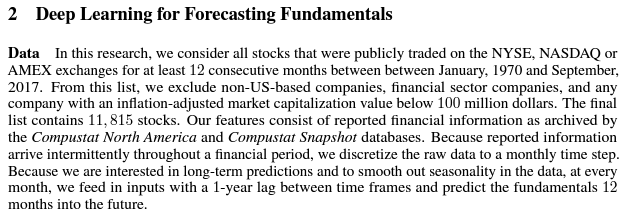 2 Deep Learning for Forecasting Fundamentals
Data In this research, we consider all stocks that were publicly traded on the NYSE, NASDAQ or
AMEX exchanges for at least 12 consecutive months between between January, 1970 and September,
2017. From this list, we exclude non-US-based companies, financial sector companies, and any
company with an inflation-adjusted market capitalization value below 100 million dollars. The final
list contains 11,815 stocks. Our features consist of reported financial information as archived by
the Compustat North America and Compustat Snapshot databases. Because reported information
arrive intermittently throughout a financial period, we discretize the raw data to a monthly time step.
Because we are interested in long-term predictions and to smooth out seasonality in the data, at every
month, we feed in inputs with a 1-year lag between time frames and predict the fundamentals 12
months into the future.